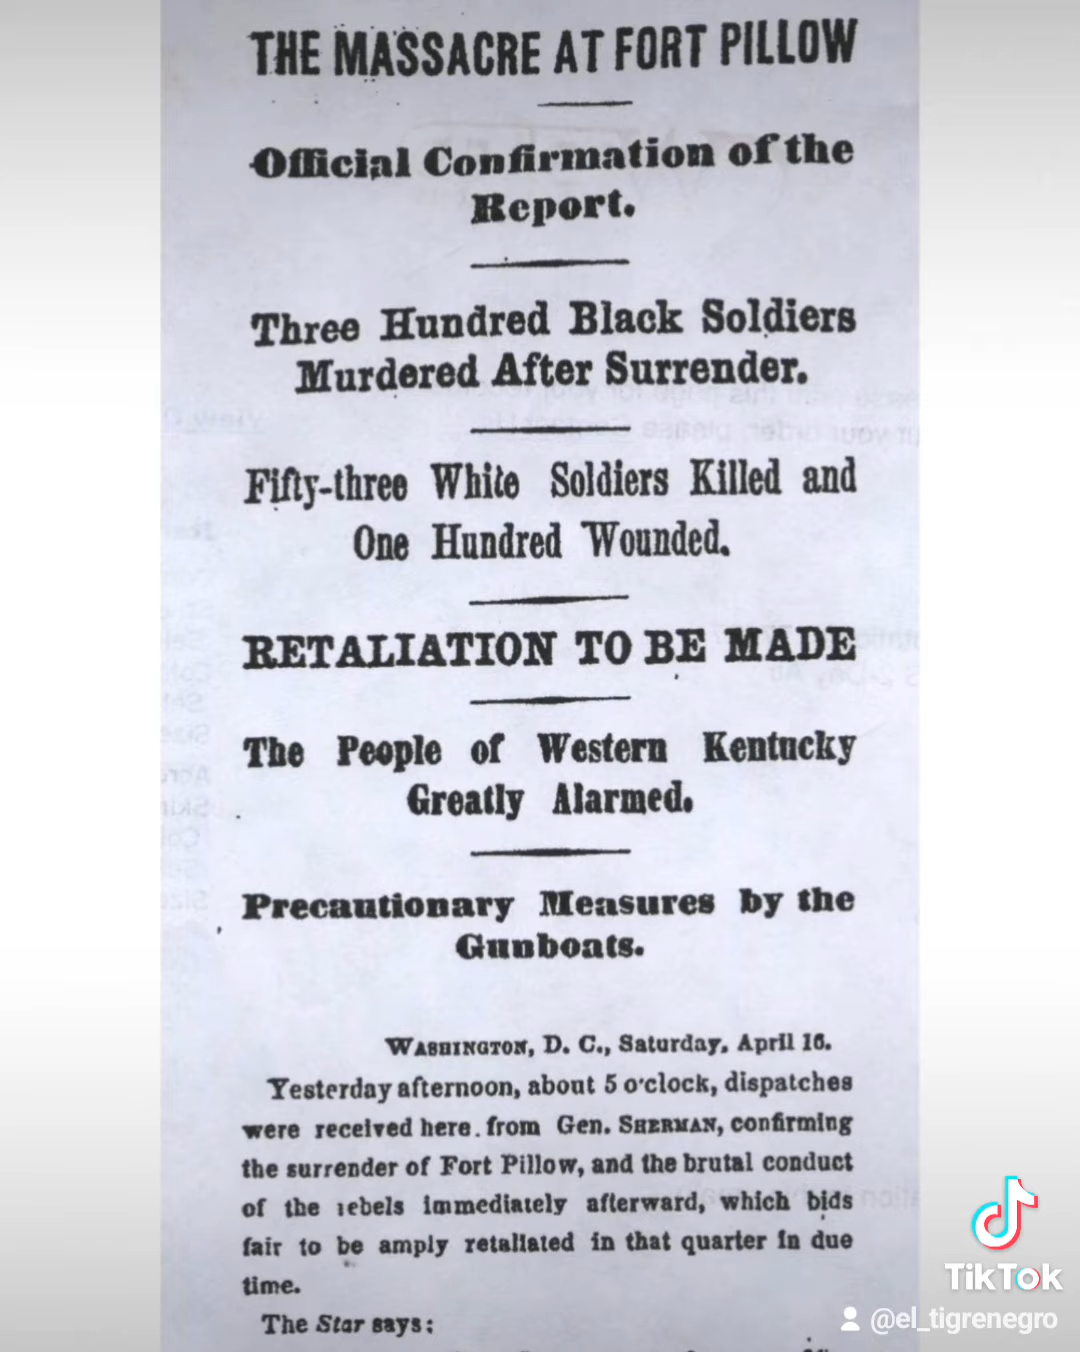 THE MASSACRE AT FORT PILLOW
Official Confirmation of the
Report.
Three Hundred Black Soldiers
Murdered After Surrender.
Fifty-three White Soldiers Killed and
One Hundred Wounded.
RETALIATION TO BE MADE
The People of Western Kentucky
Greatly Alarmed.
Precautionary Measures by the
Gunboats.
WASHINGTON, D. C., Saturday, April 16.
Yesterday afternoon, about 5 o'clock, dispatches
were received here from Gen. SHERMAN, confirming
the surrender of Fort Pillow, and the brutal conduct
of the rebels immediately afterward, which bids
fair to be amply retaliated in that quarter in due
time.
The Star says:
TikTok
@el_tigrenegro